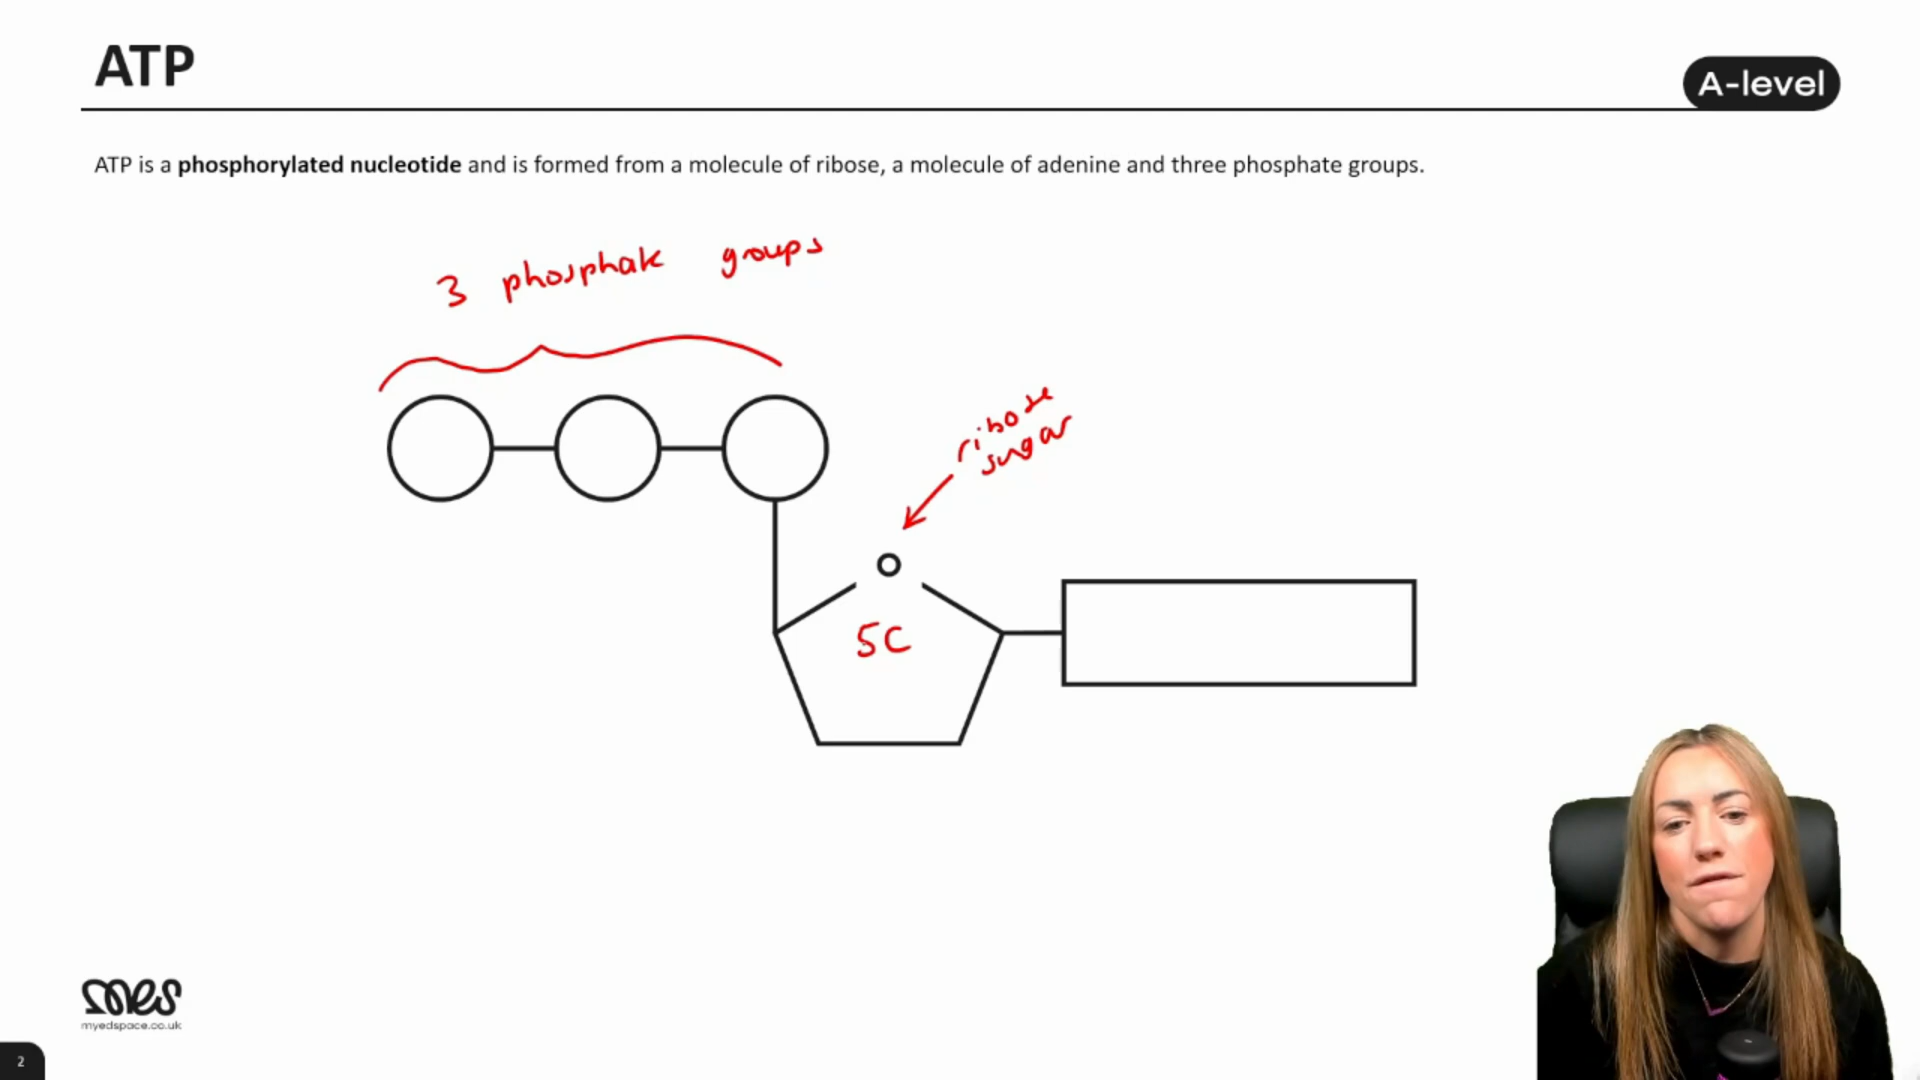 ATP
A-level
ATP is a phosphorylated nucleotide and is formed from a molecule of ribose, a molecule of adenine and three phosphate groups.
3 phosphate groups
ribose
sugar
O
5C
mes
myedspace.co.uk
2